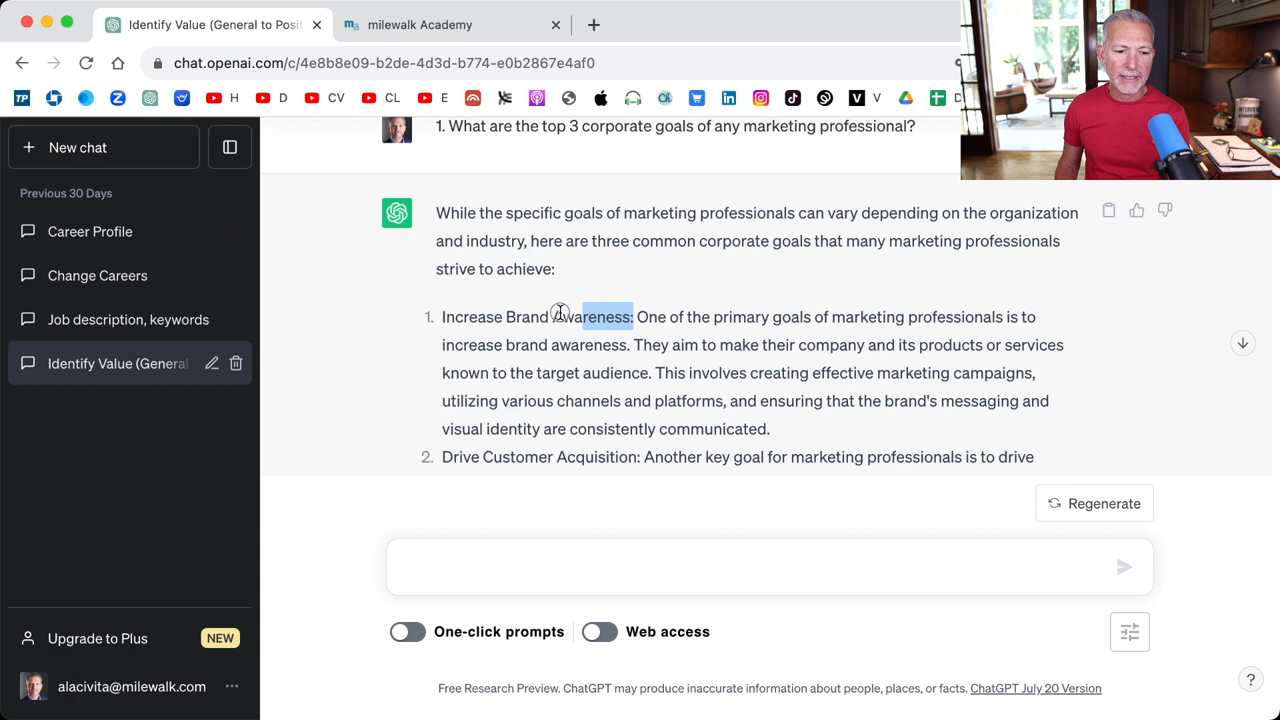 Identify Value (General to Posit
milewalk Academy
chat.openai.com/c/4e8b8e09-b2de-4d3d-b774-e0b2867e4af0
TP
H
D
CV
CL
E
V
D
New chat
Previous 30 Days
Career Profile
Change Careers
Job description, keywords
Identify Value (General
Upgrade to Plus
NEW
alacivita@milewalk.com
1. What are the top 3 corporate goals of any marketing professional?
While the specific goals of marketing professionals can vary depending on the organization
and industry, here are three common corporate goals that many marketing professionals
strive to achieve:
1. Increase Brand Awareness: One of the primary goals of marketing professionals is to
increase brand awareness. They aim to make their company and its products or services
known to the target audience. This involves creating effective marketing campaigns,
utilizing various channels and platforms, and ensuring that the brand's messaging and
visual identity are consistently communicated.
2. Drive Customer Acquisition: Another key goal for marketing professionals is to drive
Regenerate
One-click prompts
Web access
Free Research Preview. ChatGPT may produce inaccurate information about people, places, or facts. ChatGPT July 20 Version
?